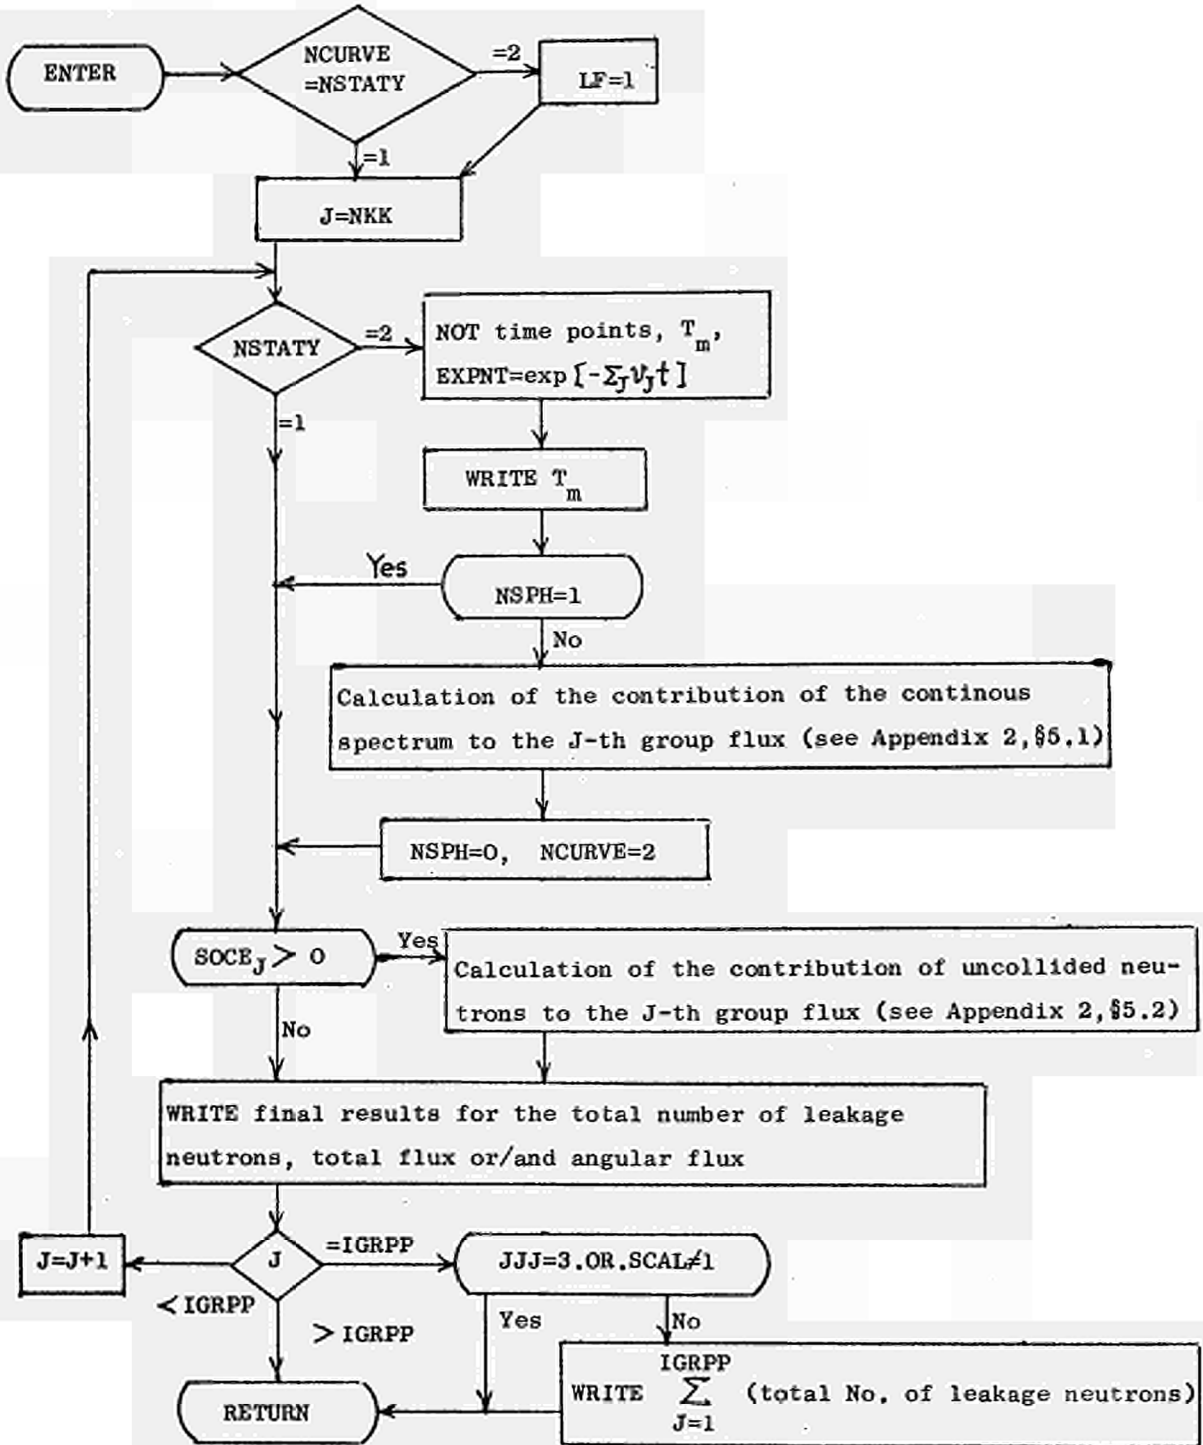 ENTER
NCURVE
=NSTATY
=2
LF=1
=1
J=NKK
NSTATY
=2
NOT time points, T_m,
EXPNT=exp[-Σ_J V_J t]
=1
WRITE T_m
Yes
NSPH=1
No
Calculation of the contribution of the continous
spectrum to the J-th group flux (see Appendix 2,§5.1)
NSPH=0, NCURVE=2
SOCE_J > 0
Yes
Calculation of the contribution of uncollided neu-
trons to the J-th group flux (see Appendix 2,§5.2)
No
WRITE final results for the total number of leakage
neutrons, total flux or/and angular flux
J=J+1
J
=IGRPP
JJJ=3.OR.SCAL≠1
< IGRPP
> IGRPP
Yes
No
IGRPP
WRITE Σ (total No. of leakage neutrons)
J=1
RETURN